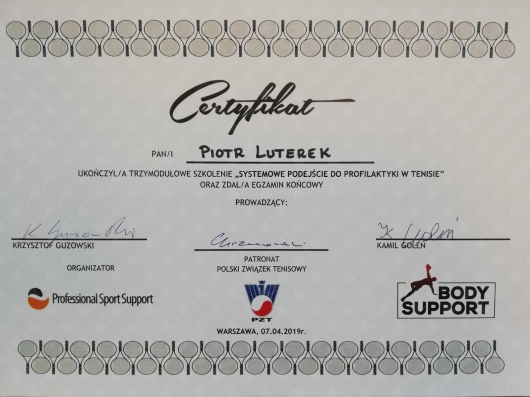 Certyfikat
PAN/I PIOTR LUTEREK
UKOŃCZYŁ/A TRZYMODUŁOWE SZKOLENIE „SYSTEMOWE PODEJŚCIE DO PROFILAKTYKI W TENISIE”
ORAZ ZDAŁ/A EGZAMIN KOŃCOWY
PROWADZĄCY:
KRZYSZTOF GUZOWSKI
KAMIL GOLEŃ
ORGANIZATOR
PATRONAT
POLSKI ZWIĄZEK TENISOWY
Professional Sport Support
PZT
BODY
SUPPORT
WARSZAWA, 07.04.2019r.